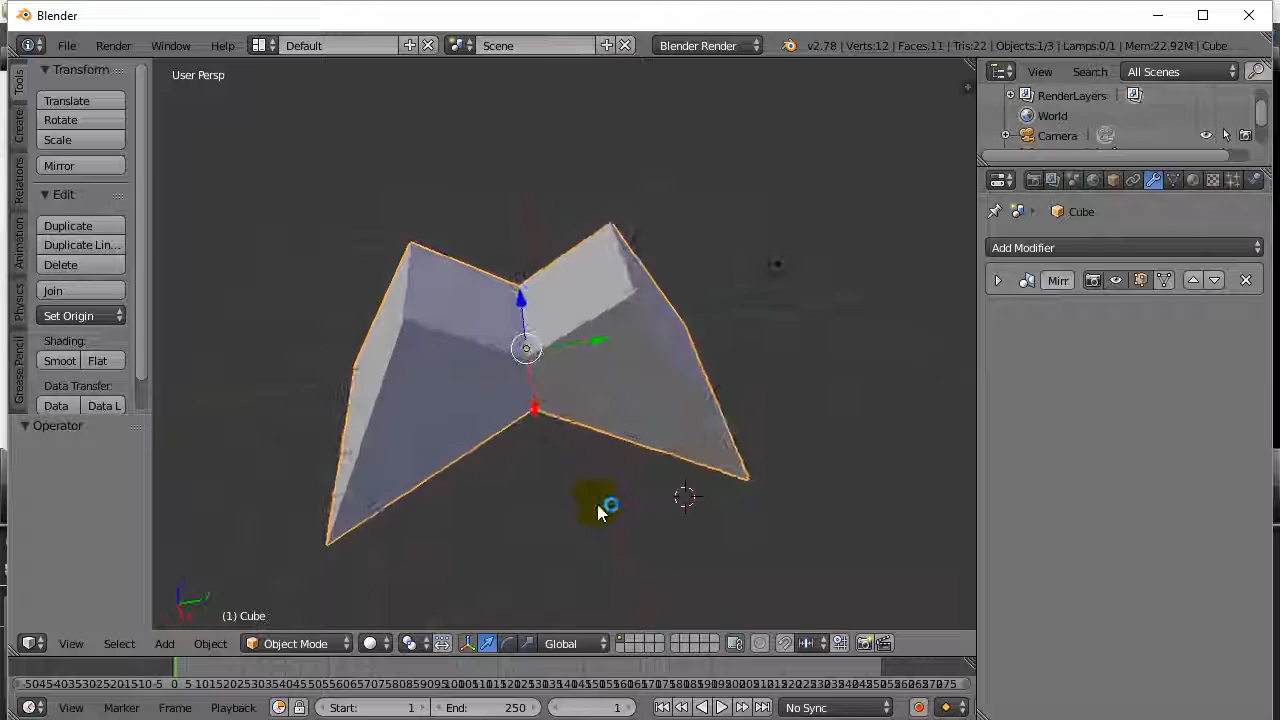 Blender
File Render Window Help Default Scene Blender Render v2.78 | Verts:12 | Faces:11 | Tris:22 | Objects:1/3 | Lamps:0/1 | Mem:22.92M | Cube
Transform
Translate
Rotate
Scale
Mirror
Edit
Duplicate
Duplicate Lin...
Delete
Join
Set Origin
Shading:
Smoot Flat
Data Transfer:
Data Data L
Operator
Tools
Create
Relations
Animation
Physics
Grease Pencil
User Persp
(1) Cube
View Search All Scenes
RenderLayers
World
Camera
Cube
Add Modifier
Mirr
View Select Add Object Object Mode Global
View Marker Frame Playback Start: 1 End: 250 1 No Sync